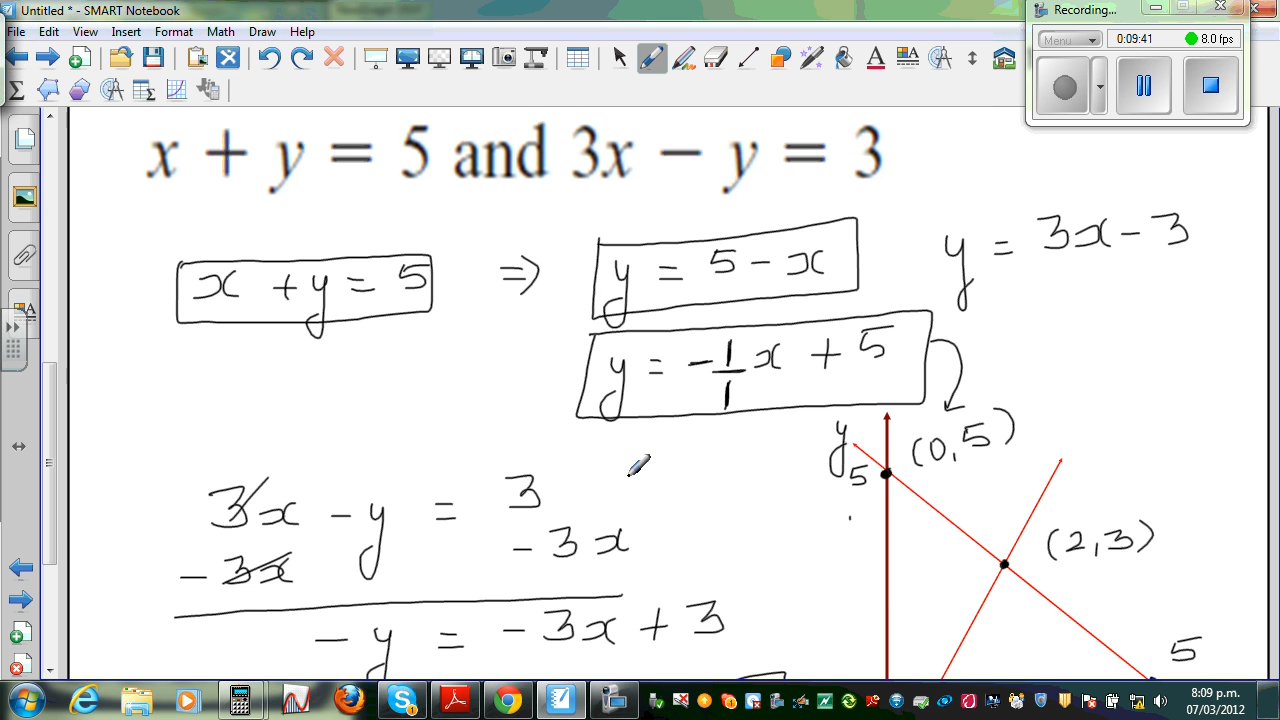 Untitled * - SMART Notebook
Recording...
File Edit View Insert Format Math Draw Help
Menu
0:09:41
8.0 fps
x + y = 5 and 3x − y = 3
x + y = 5 ⇒ y = 5 - x
y = 3x - 3
y = -1/1 x + 5
y
(0,5)
5
3x - y = 3
(2,3)
- 3x - 3x
- y = - 3x + 3
5
8:09 p.m.
07/03/2012